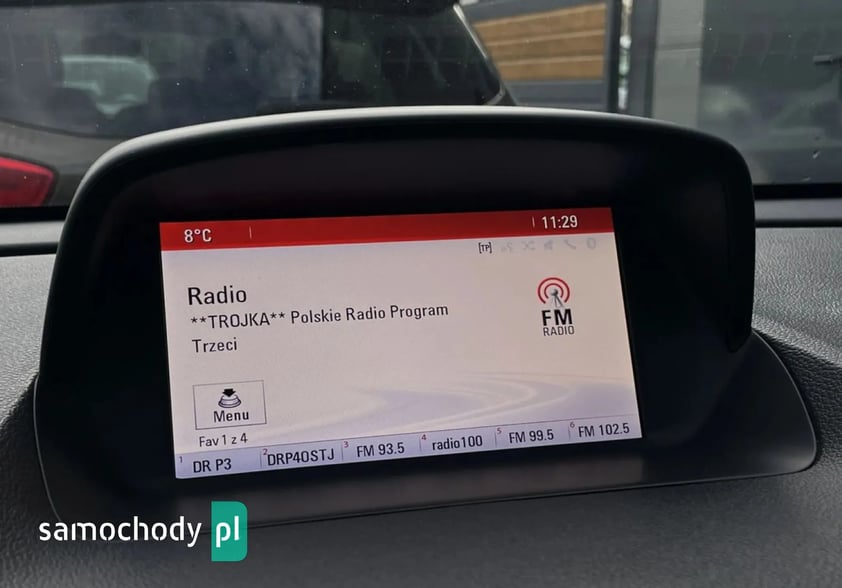 8°C
11:29
[TP]
Radio
**TROJKA** Polskie Radio Program
Trzeci
FM
RADIO
Menu
Fav 1 z 4
1 DR P3 2 DRP4OSTJ 3 FM 93.5 4 radio100 5 FM 99.5 6 FM 102.5
samochody pl